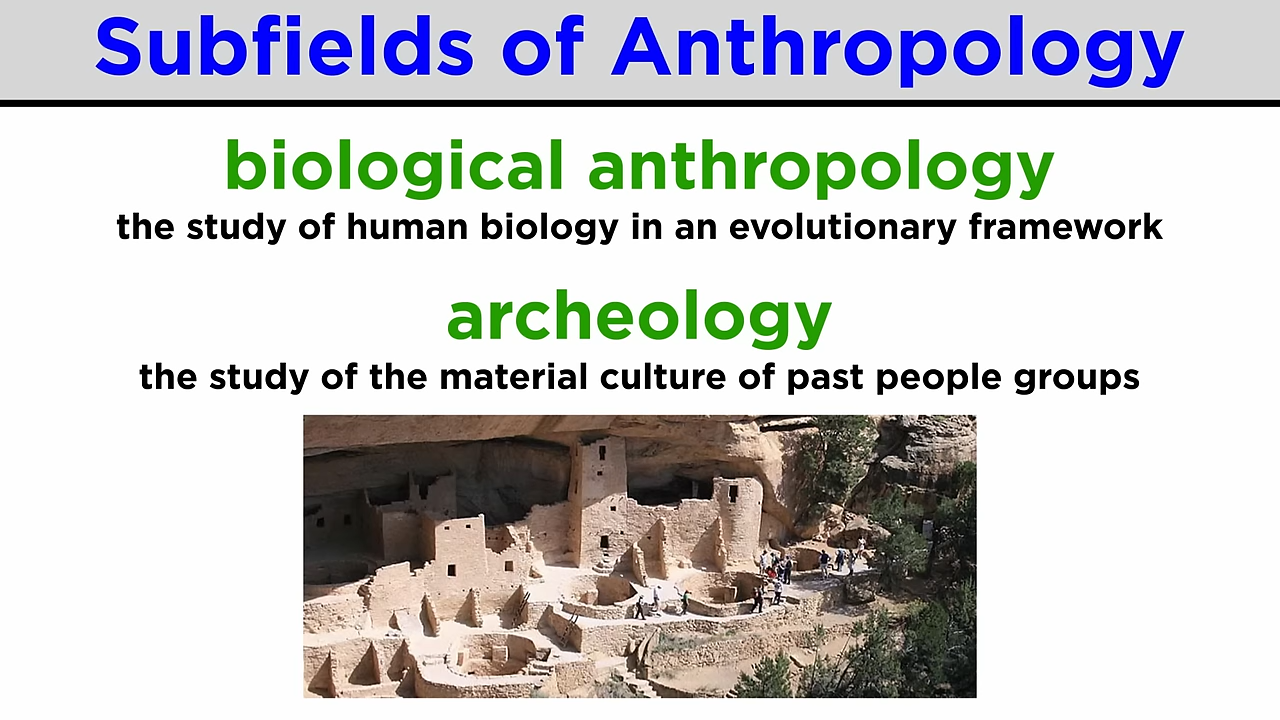 Subfields of Anthropology
biological anthropology
the study of human biology in an evolutionary framework
archeology
the study of the material culture of past people groups